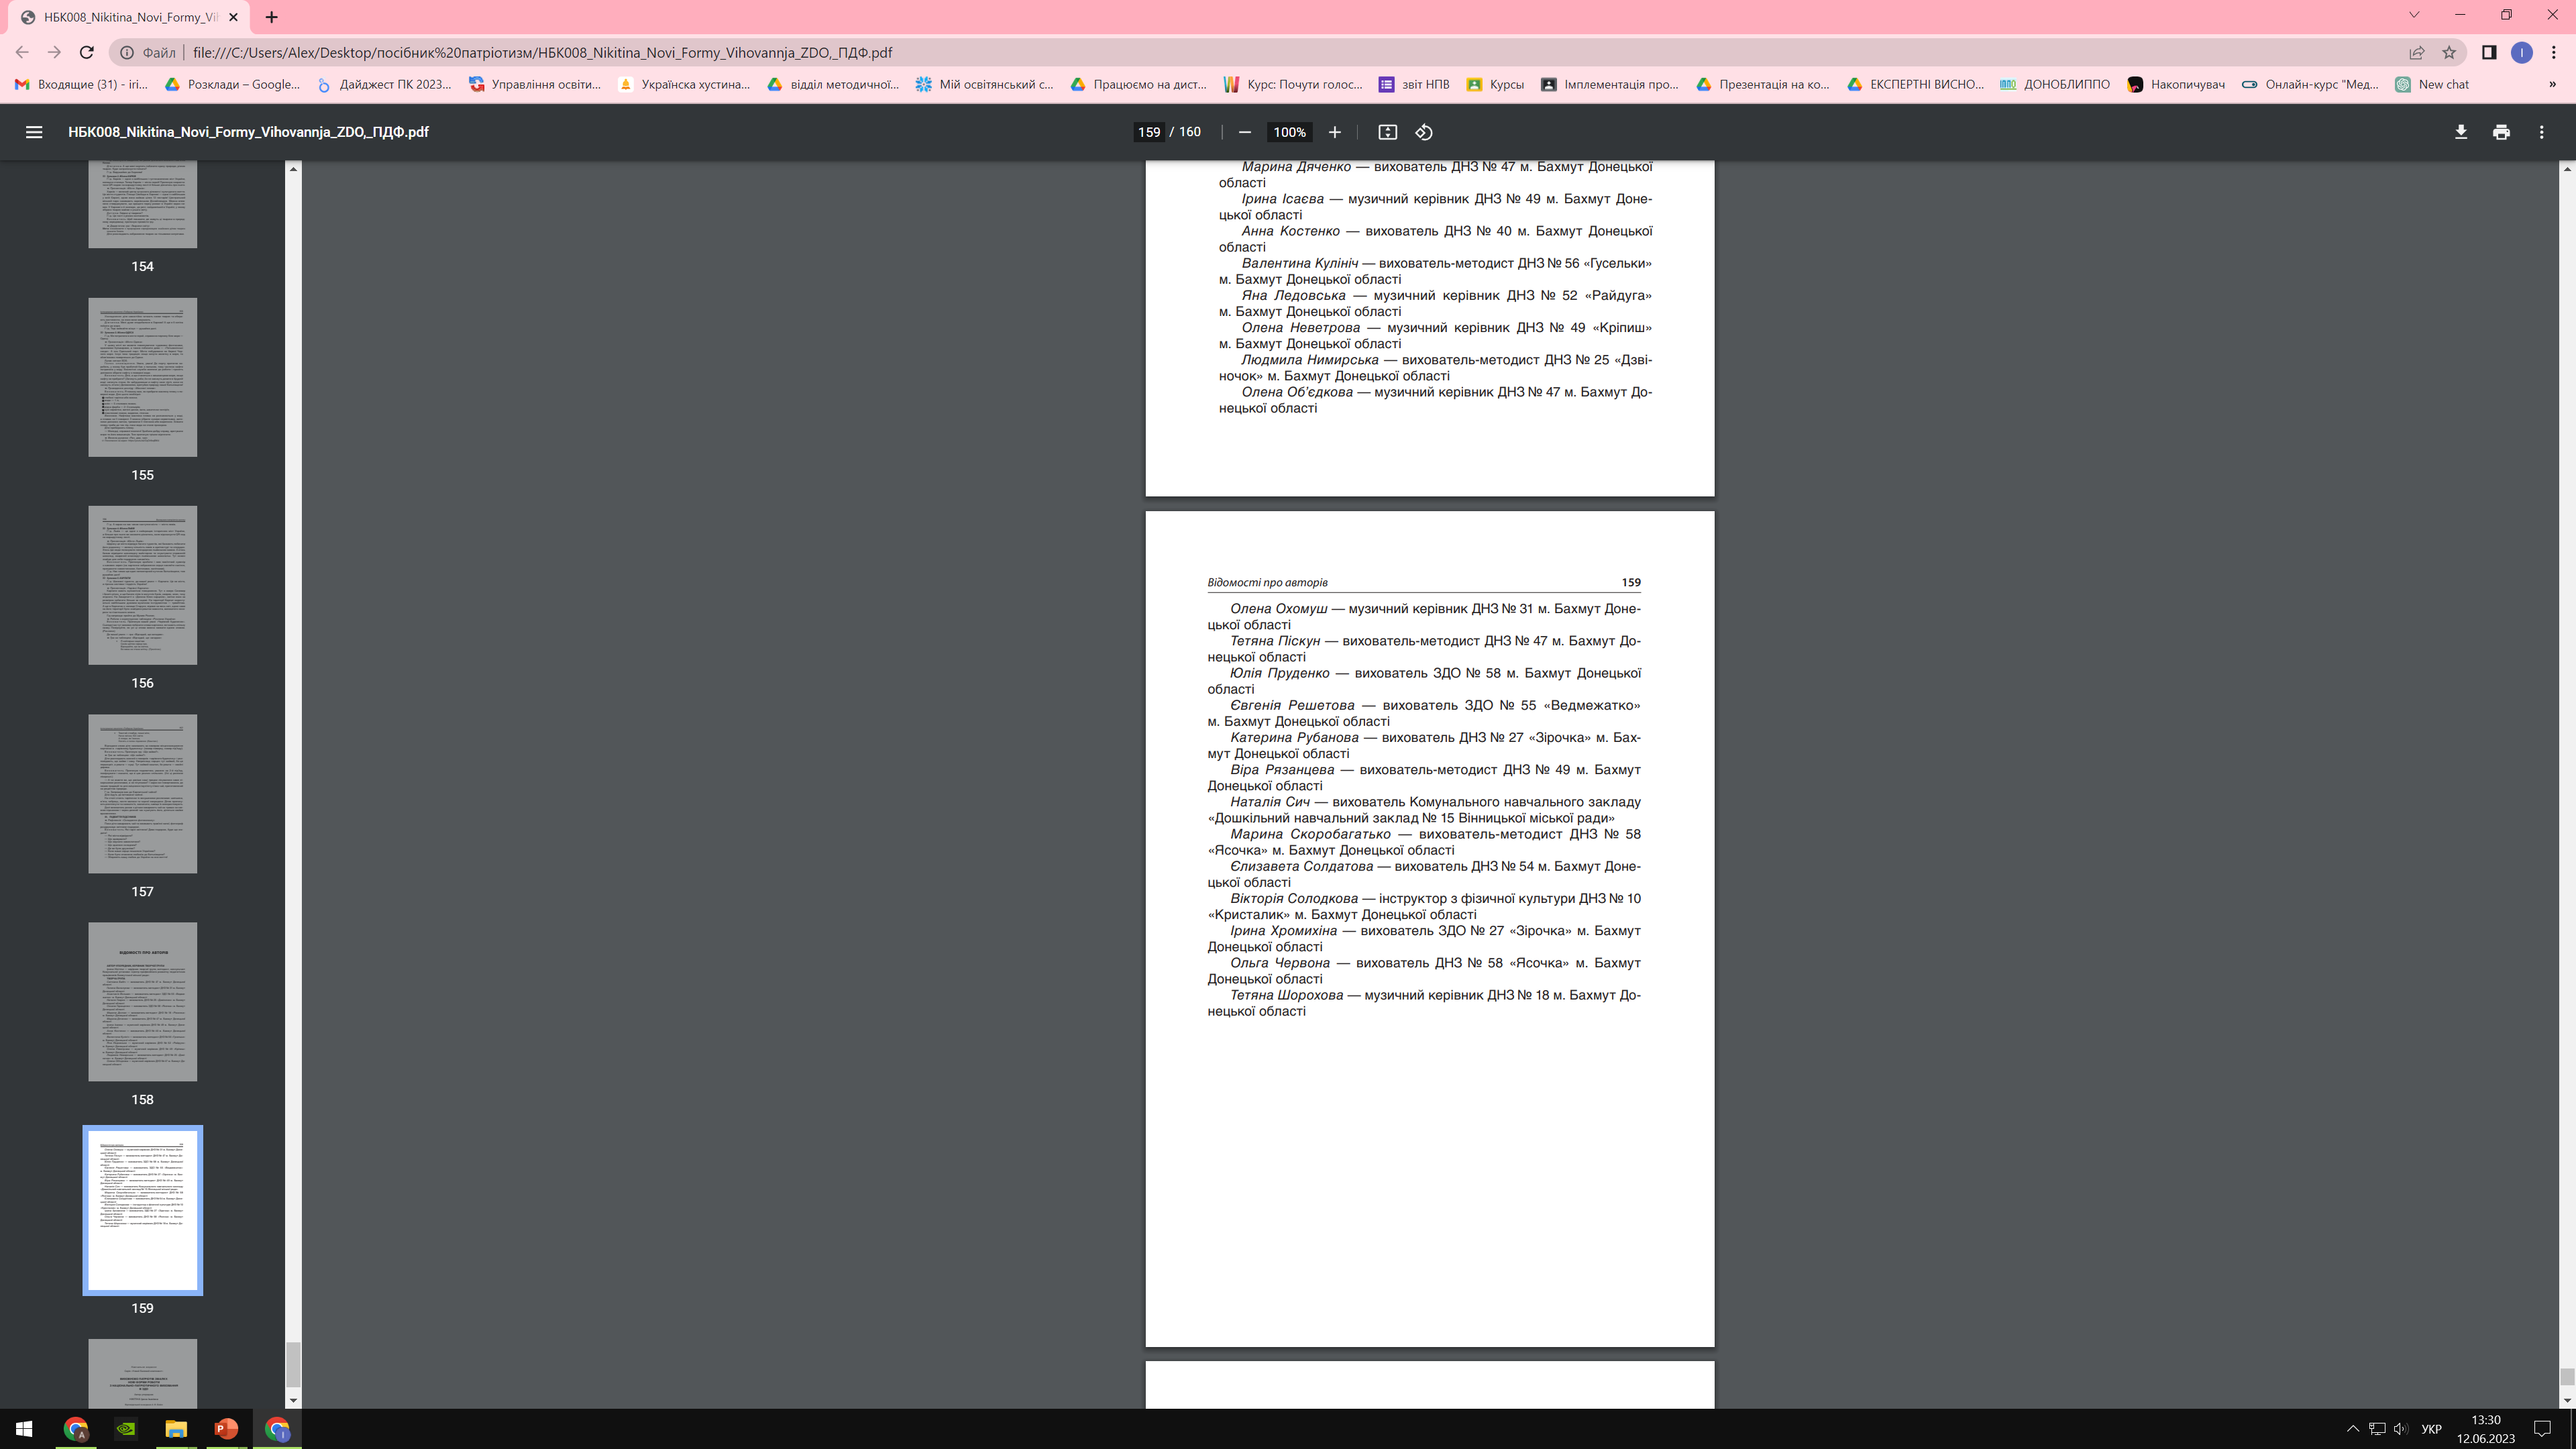 НБК008_Nikitina_Novi_Formy_Vih
Файл
file:///C:/Users/Alex/Desktop/посібник%20патріотизм/НБК008_Nikitina_Novi_Formy_Vihovannja_ZDO,_ПДФ.pdf
Входящие (31) - iri...
Розклади – Google...
Дайджест ПК 2023...
Управління освіти...
Українска хустина...
відділ методичної...
Мій освітянський с...
Працюємо на дист...
Курс: Почути голос...
звіт НПВ
Курсы
Імплементація про...
Презентація на ко...
ЕКСПЕРТНІ ВИСНО...
ДОНОБЛІППО
Накопичувач
Онлайн-курс "Мед...
New chat
»
НБК008_Nikitina_Novi_Formy_Vihovannja_ZDO,_ПДФ.pdf
159 / 160
100%
154
155
156
157
ВІДОМОСТІ ПРО АВТОРІВ
158
159
Марина Дяченко — вихователь ДНЗ № 47 м. Бахмут Донецької
області
Ірина Ісаєва — музичний керівник ДНЗ № 49 м. Бахмут Доне-
цької області
Анна Костенко — вихователь ДНЗ № 40 м. Бахмут Донецької
області
Валентина Кулініч — вихователь-методист ДНЗ № 56 «Гусельки»
м. Бахмут Донецької області
Яна Ледовська — музичний керівник ДНЗ № 52 «Райдуга»
м. Бахмут Донецької області
Олена Неветрова — музичний керівник ДНЗ № 49 «Кріпиш»
м. Бахмут Донецької області
Людмила Нимирська — вихователь-методист ДНЗ № 25 «Дзві-
ночок» м. Бахмут Донецької області
Олена Об’єдкова — музичний керівник ДНЗ № 47 м. Бахмут До-
нецької області
Відомості про авторів 159
Олена Охомуш — музичний керівник ДНЗ № 31 м. Бахмут Доне-
цької області
Тетяна Піскун — вихователь-методист ДНЗ № 47 м. Бахмут До-
нецької області
Юлія Пруденко — вихователь ЗДО № 58 м. Бахмут Донецької
області
Євгенія Решетова — вихователь ЗДО № 55 «Ведмежатко»
м. Бахмут Донецької області
Катерина Рубанова — вихователь ДНЗ № 27 «Зірочка» м. Бах-
мут Донецької області
Віра Рязанцева — вихователь-методист ДНЗ № 49 м. Бахмут
Донецької області
Наталія Сич — вихователь Комунального навчального закладу
«Дошкільний навчальний заклад № 15 Вінницької міської ради»
Марина Скоробагатько — вихователь-методист ДНЗ № 58
«Ясочка» м. Бахмут Донецької області
Єлизавета Солдатова — вихователь ДНЗ № 54 м. Бахмут Доне-
цької області
Вікторія Солодкова — інструктор з фізичної культури ДНЗ № 10
«Кристалик» м. Бахмут Донецької області
Ірина Хромихіна — вихователь ЗДО № 27 «Зірочка» м. Бахмут
Донецької області
Ольга Червона — вихователь ДНЗ № 58 «Ясочка» м. Бахмут
Донецької області
Тетяна Шорохова — музичний керівник ДНЗ № 18 м. Бахмут До-
нецької області
УКР
13:30
12.06.2023